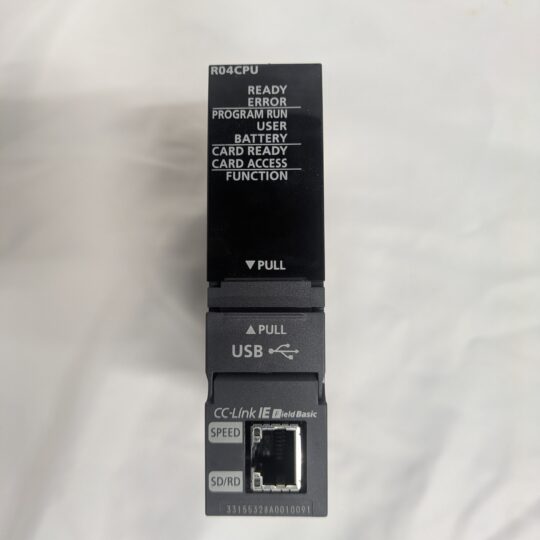 R04CPU
READY
ERROR
PROGRAM RUN
USER
BATTERY
CARD READY
CARD ACCESS
FUNCTION
▼PULL
▲PULL
USB
CC-Link IE Field Basic
SPEED
SD/RD
33155328A0010091